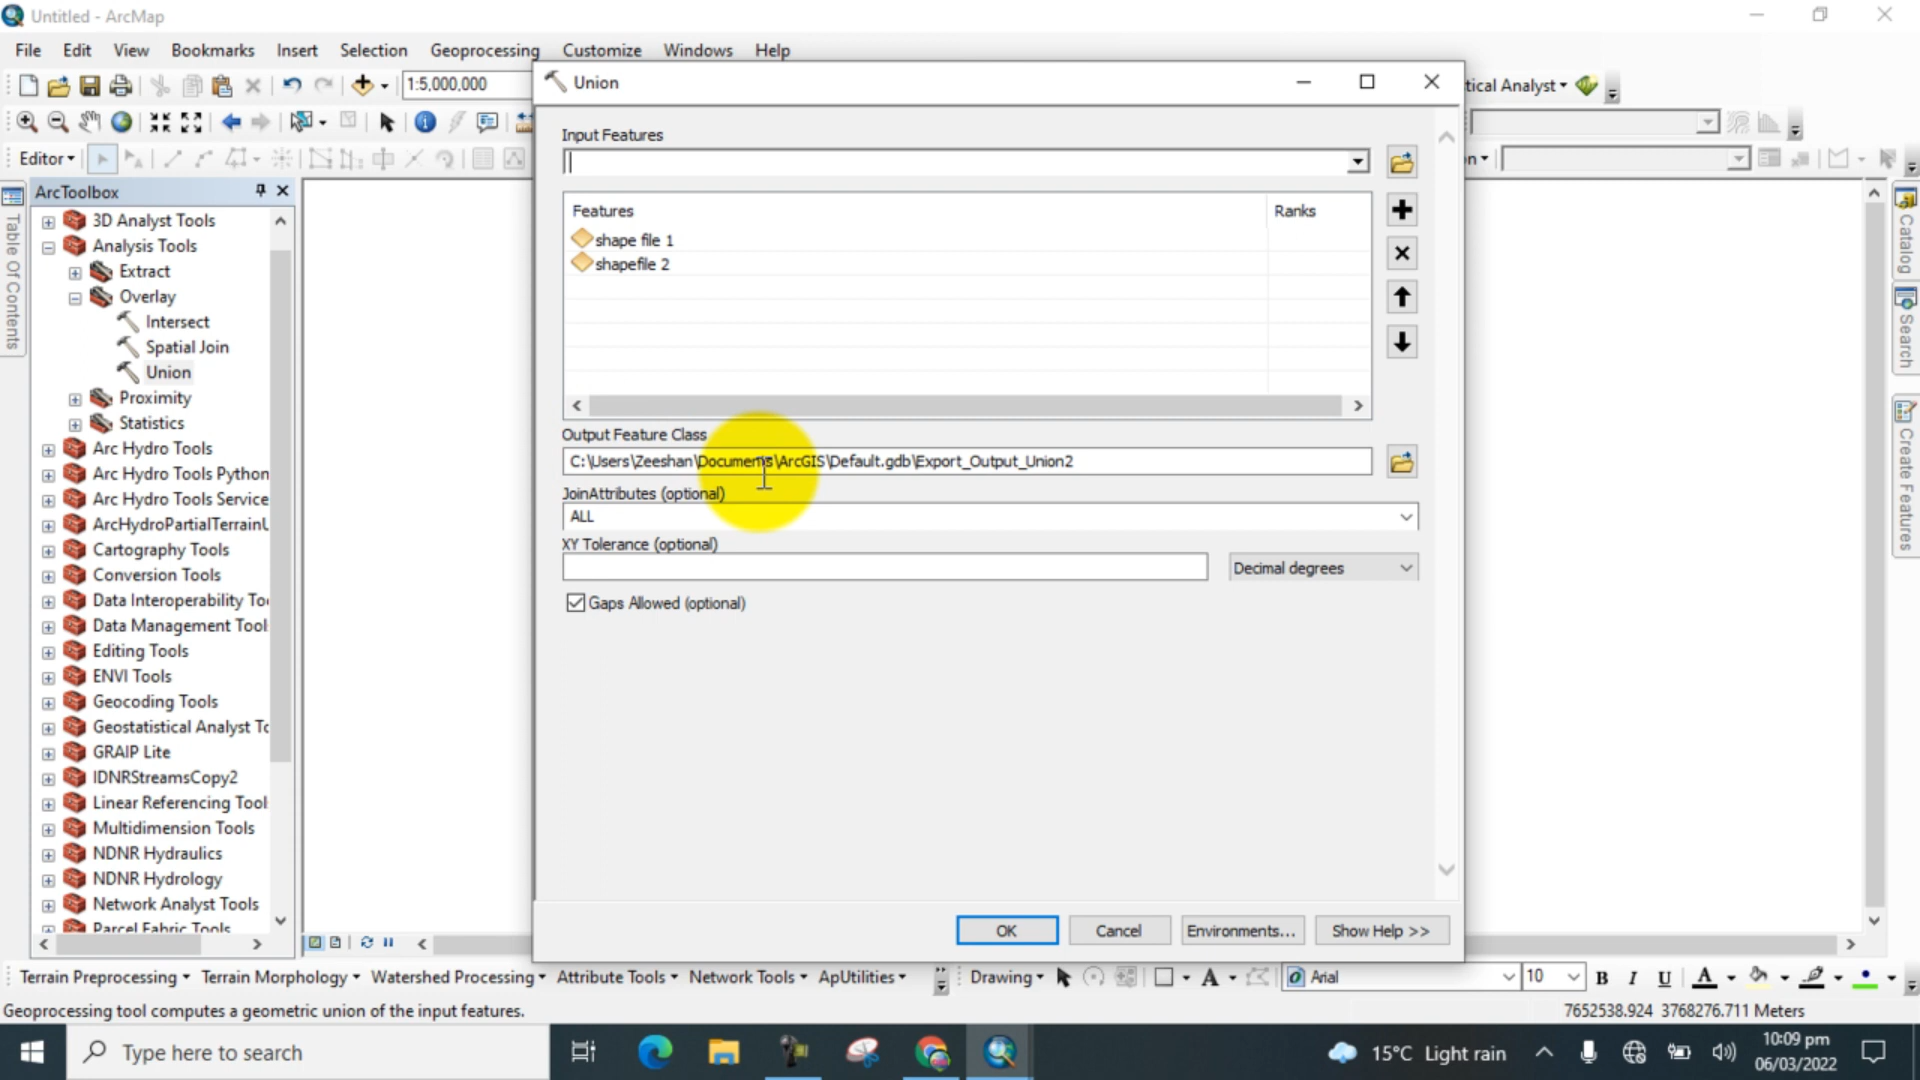 Untitled - ArcMap
File Edit View Bookmarks Insert Selection Geoprocessing Customize Windows Help
1:5,000,000
tical Analyst
Editor
Union
Input Features
Features Ranks
shape file 1
shapefile 2
Output Feature Class
C:\Users\Zeeshan\Documents\ArcGIS\Default.gdb\Export_Output_Union2
JoinAttributes (optional)
ALL
XY Tolerance (optional)
Decimal degrees
Gaps Allowed (optional)
OK Cancel Environments... Show Help >>
Table Of Contents
ArcToolbox
3D Analyst Tools
Analysis Tools
Extract
Overlay
Intersect
Spatial Join
Union
Proximity
Statistics
Arc Hydro Tools
Arc Hydro Tools Python
Arc Hydro Tools Service
ArcHydroPartialTerrainU
Cartography Tools
Conversion Tools
Data Interoperability To
Data Management Tool
Editing Tools
ENVI Tools
Geocoding Tools
Geostatistical Analyst To
GRAIP Lite
IDNRStreamsCopy2
Linear Referencing Tool
Multidimension Tools
NDNR Hydraulics
NDNR Hydrology
Network Analyst Tools
Parcel Fabric Tools
Catalog
Search
Create Features
Terrain Preprocessing Terrain Morphology Watershed Processing Attribute Tools Network Tools ApUtilities Drawing A Arial 10 B I U A
Geoprocessing tool computes a geometric union of the input features. 7652538.924 3768276.711 Meters
Type here to search
15°C Light rain
10:09 pm
06/03/2022